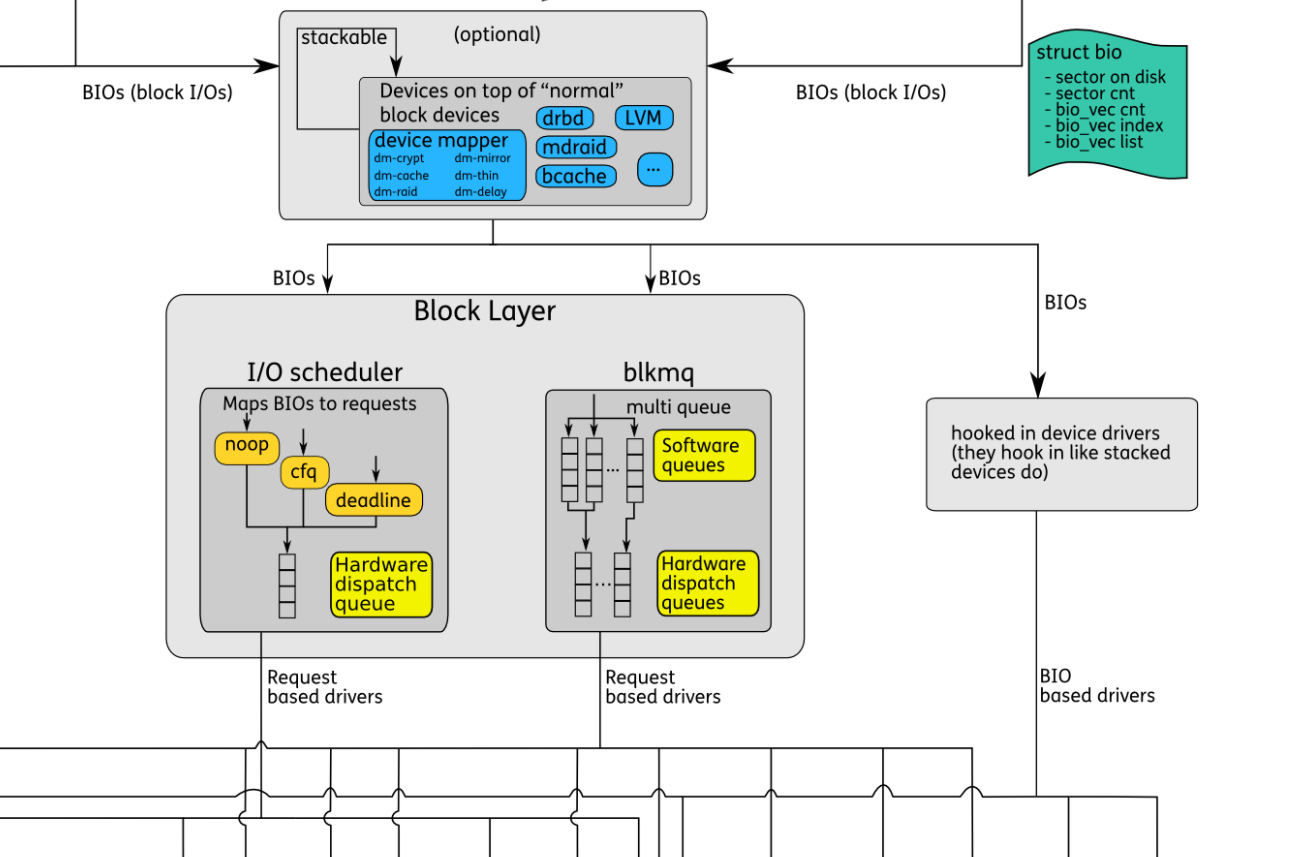 stackable
(optional)
BIOs (block I/Os)
Devices on top of “normal”
block devices
device mapper
dm-crypt dm-mirror
dm-cache dm-thin
dm-raid dm-delay
drbd
LVM
mdraid
bcache
...
BIOs (block I/Os)
struct bio
- sector on disk
- sector cnt
- bio_vec cnt
- bio_vec index
- bio_vec list
BIOs
BIOs
BIOs
Block Layer
I/O scheduler
Maps BIOs to requests
noop
cfq
deadline
Hardware
dispatch
queue
blkmq
multi queue
Software
queues
...
Hardware
dispatch
queues
...
hooked in device drivers
(they hook in like stacked
devices do)
Request
based drivers
Request
based drivers
BIO
based drivers